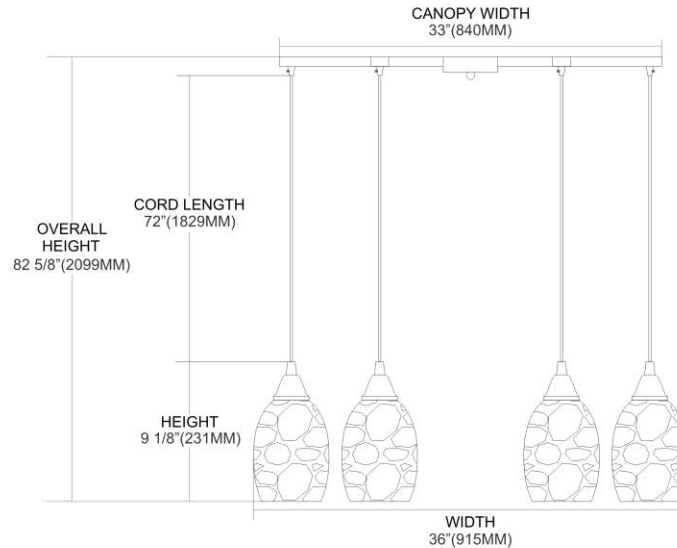 CANOPY WIDTH
33"(840MM)
CORD LENGTH
72"(1829MM)
OVERALL
HEIGHT
82 5/8"(2099MM)
HEIGHT
9 1/8"(231MM)
WIDTH
36"(915MM)